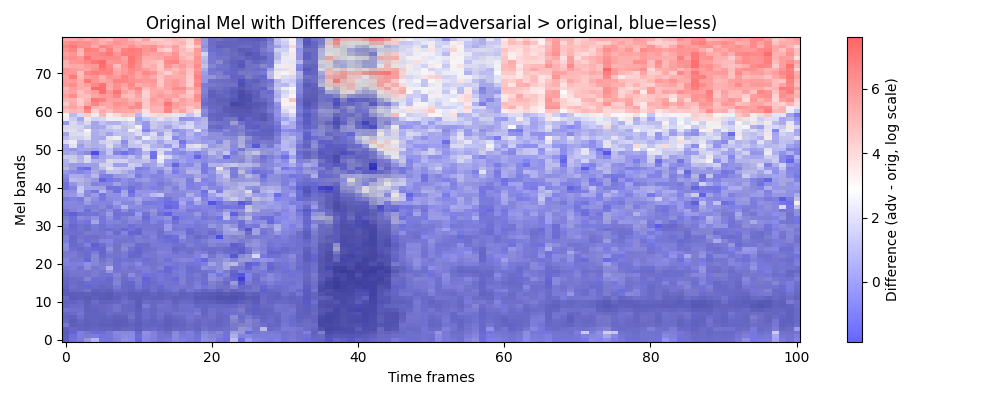 Original Mel with Differences (red=adversarial > original, blue=less)
Mel bands
70
60
50
40
30
20
10
0
0 20 40 60 80 100
Time frames
6
4
2
0
Difference (adv - orig, log scale)